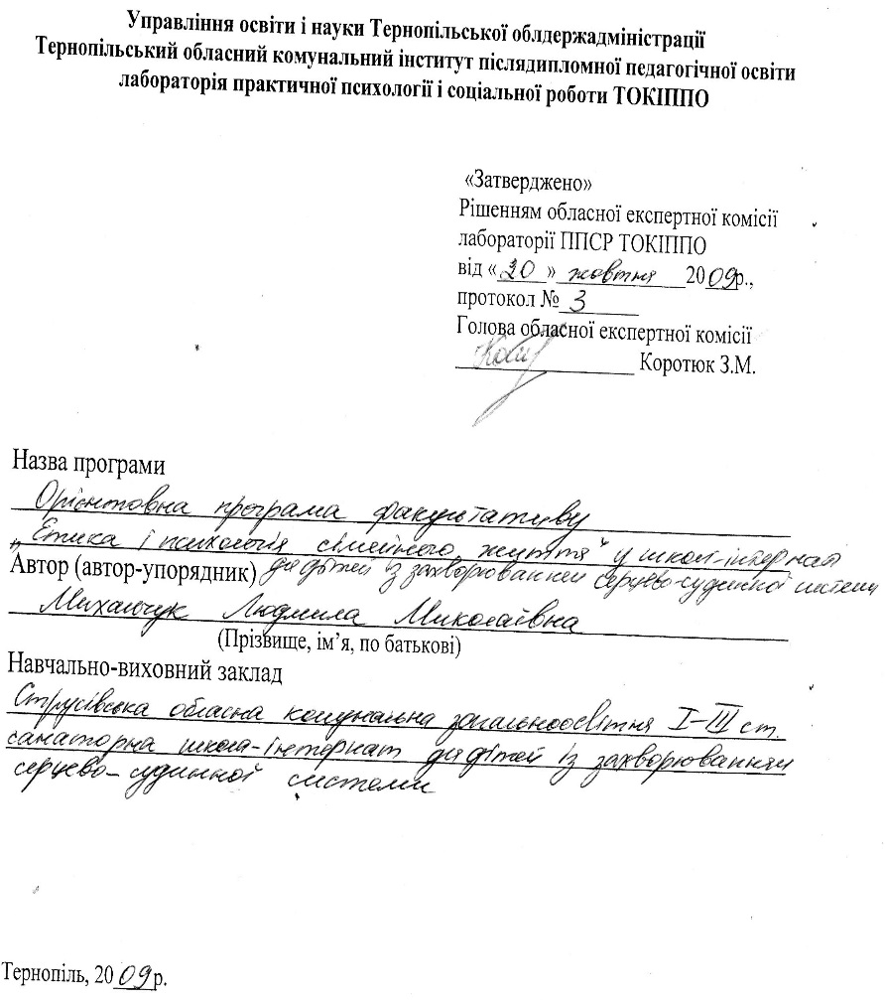 Управління освіти і науки Тернопільської облдержадміністрації
Тернопільський обласний комунальний інститут післядипломної педагогічної освіти
лабораторія практичної психології і соціальної роботи ТОКІППО
«Затверджено»
Рішенням обласної експертної комісії
лабораторії ППСР ТОКІППО
від «20» жовтня 2009р.,
протокол № 3
Голова обласної експертної комісії
Коротюк З.М.
Назва програми
Орієнтовна програма факультативу
„Етика і психологія сімейного життя" у школі-інтернаті
Автор (автор-упорядник) для дітей із захворюванням серцево-судинної системи
Михальчук Людмила Миколаївна
(Прізвище, ім’я, по батькові)
Навчально-виховний заклад
Струсівська обласна комунальна загальноосвітня І-ІІІ ст.
санаторна школа-інтернат для дітей із захворюванням
серцево-судинної системи
Тернопіль, 2009р.